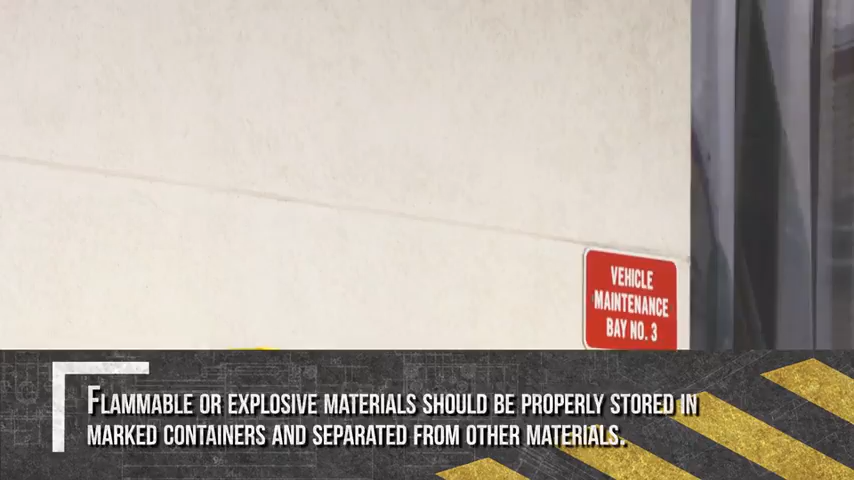 VEHICLE
MAINTENANCE
BAY NO. 3
FLAMMABLE OR EXPLOSIVE MATERIALS SHOULD BE PROPERLY STORED IN
MARKED CONTAINERS AND SEPARATED FROM OTHER MATERIALS.